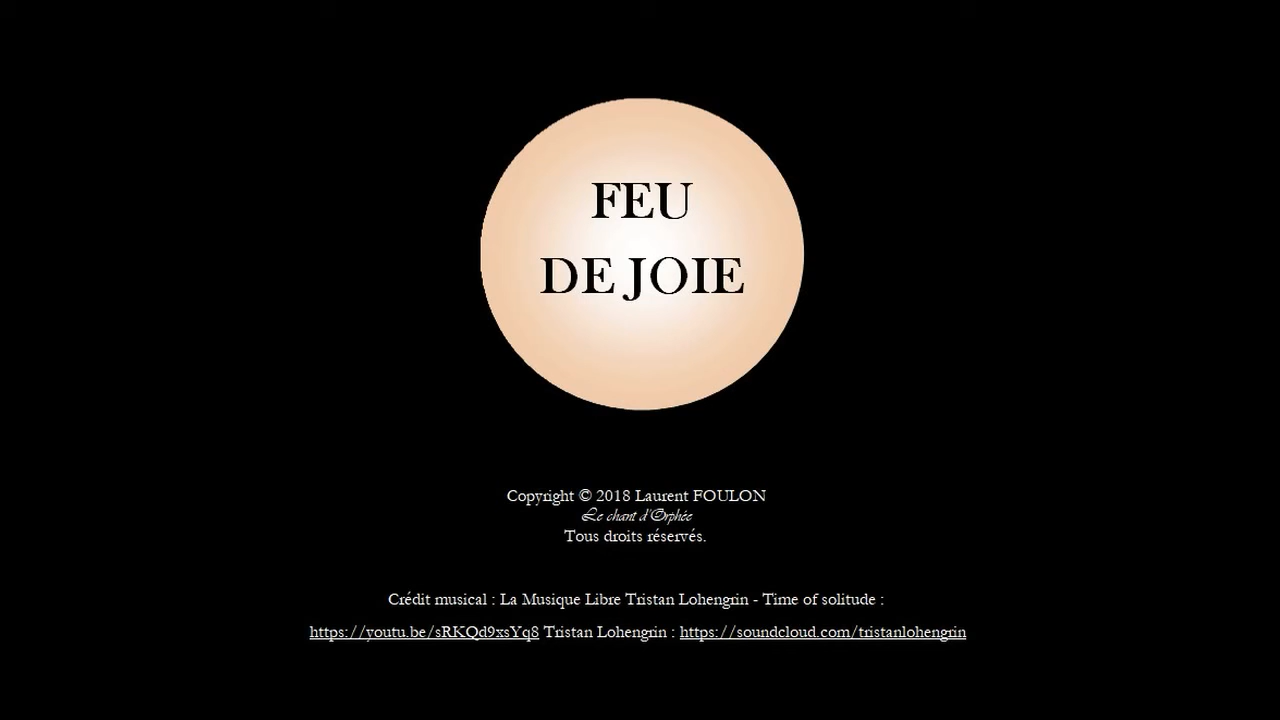 FEU
DE JOIE
Copyright © 2018 Laurent FOULON
Le chant d'Orphée
Tous droits réservés.
Crédit musical : La Musique Libre Tristan Lohengrin - Time of solitude :
https://youtu.be/sRKQd9xsYq8 Tristan Lohengrin : https://soundcloud.com/tristanlohengrin